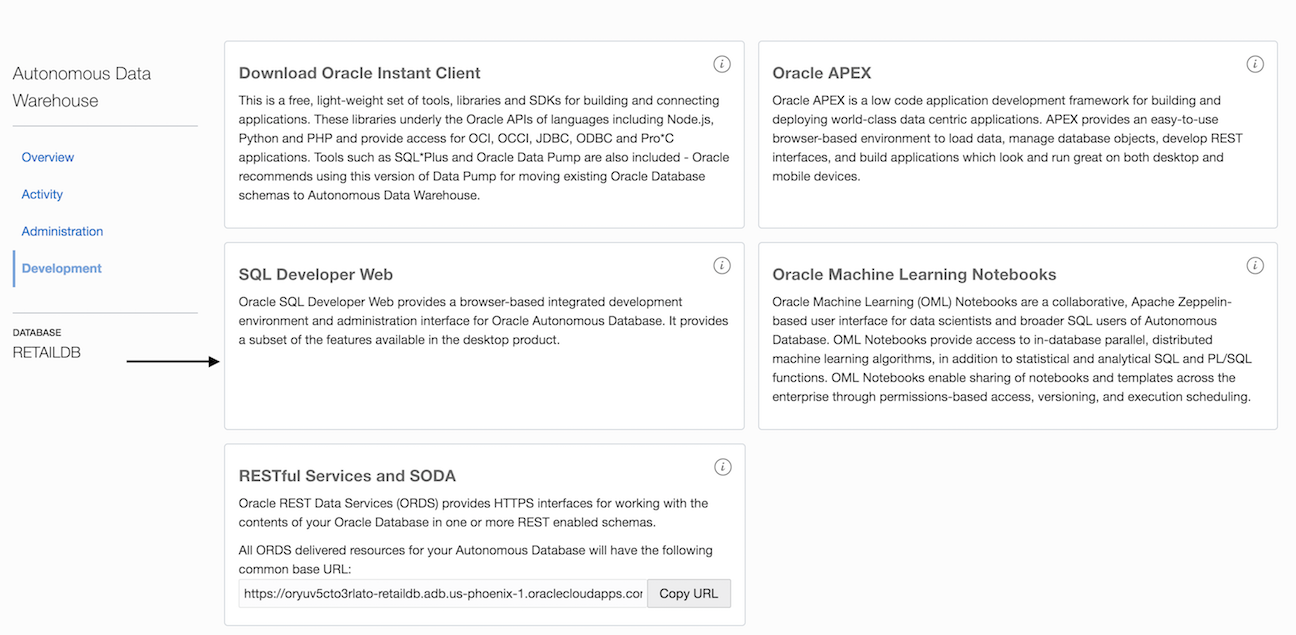 Autonomous Data
Warehouse
Overview
Activity
Administration
Development
DATABASE
RETAILDB
Download Oracle Instant Client
This is a free, light-weight set of tools, libraries and SDKs for building and connecting
applications. These libraries underly the Oracle APIs of languages including Node.js,
Python and PHP and provide access for OCI, OCCI, JDBC, ODBC and Pro*C
applications. Tools such as SQL*Plus and Oracle Data Pump are also included - Oracle
recommends using this version of Data Pump for moving existing Oracle Database
schemas to Autonomous Data Warehouse.
Oracle APEX
Oracle APEX is a low code application development framework for building and
deploying world-class data centric applications. APEX provides an easy-to-use
browser-based environment to load data, manage database objects, develop REST
interfaces, and build applications which look and run great on both desktop and
mobile devices.
SQL Developer Web
Oracle SQL Developer Web provides a browser-based integrated development
environment and administration interface for Oracle Autonomous Database. It provides
a subset of the features available in the desktop product.
Oracle Machine Learning Notebooks
Oracle Machine Learning (OML) Notebooks are a collaborative, Apache Zeppelin-
based user interface for data scientists and broader SQL users of Autonomous
Database. OML Notebooks provide access to in-database parallel, distributed
machine learning algorithms, in addition to statistical and analytical SQL and PL/SQL
functions. OML Notebooks enable sharing of notebooks and templates across the
enterprise through permissions-based access, versioning, and execution scheduling.
RESTful Services and SODA
Oracle REST Data Services (ORDS) provides HTTPS interfaces for working with the
contents of your Oracle Database in one or more REST enabled schemas.
All ORDS delivered resources for your Autonomous Database will have the following
common base URL:
https://oryuv5cto3rlato-retaildb.adb.us-phoenix-1.oraclecloudapps.cor Copy URL